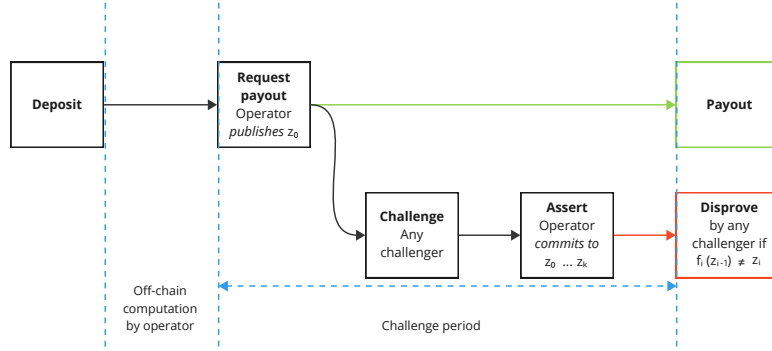 Deposit
Request
payout
Operator
publishes z₀
Payout
Challenge
Any
challenger
Assert
Operator
commits to
z₀ ... zₖ
Disprove
by any
challenger if
fᵢ (zᵢ₋₁) ≠ zᵢ
Off-chain
computation
by operator
Challenge period